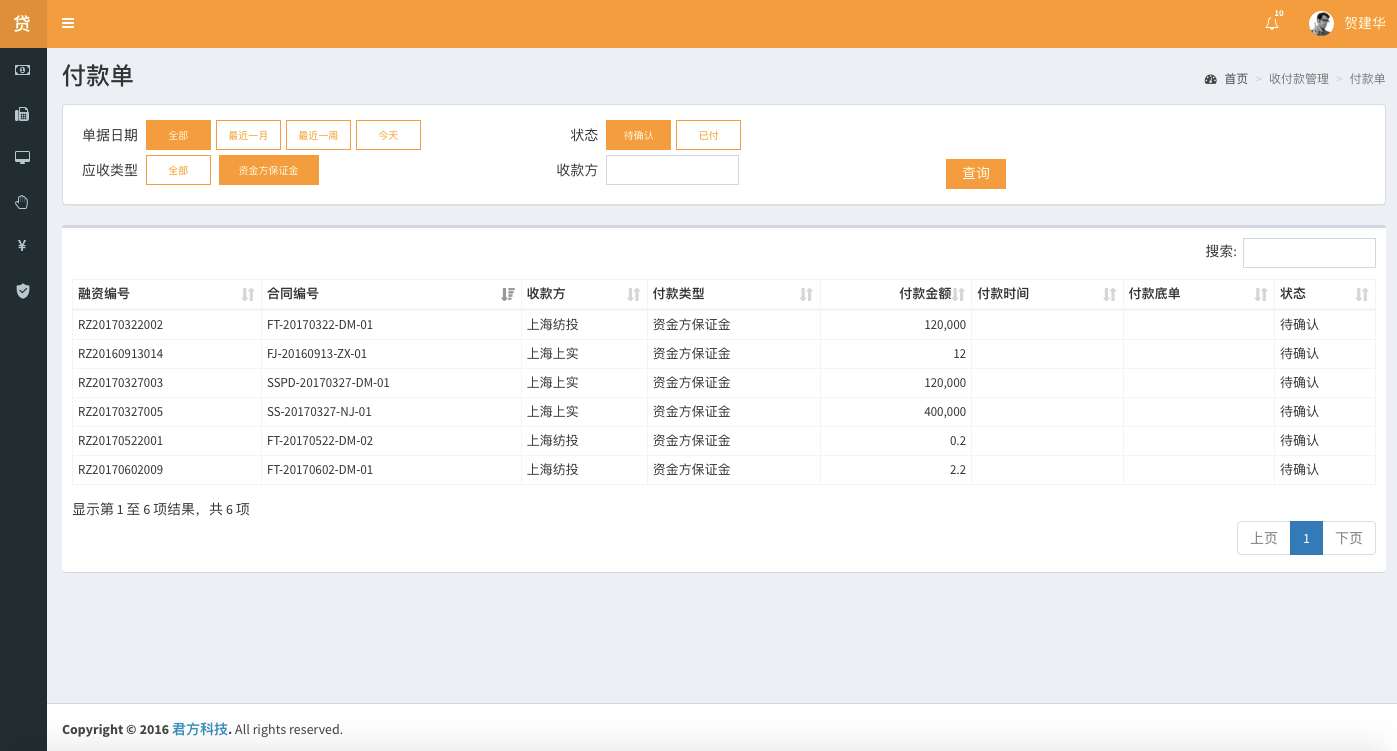 贷 10 贺建华
付款单 首页 > 收付款管理 > 付款单
单据日期 全部 最近一月 最近一周 今天 状态 待确认 已付
应收类型 全部 资金方保证金 收款方 查询
搜索:
融资编号 合同编号 收款方 付款类型 付款金额 付款时间 付款底单 状态
RZ20170322002 FT-20170322-DM-01 上海纺投 资金方保证金 120,000 待确认
RZ20160913014 FJ-20160913-ZX-01 上海上实 资金方保证金 12 待确认
RZ20170327003 SSPD-20170327-DM-01 上海上实 资金方保证金 120,000 待确认
RZ20170327005 SS-20170327-NJ-01 上海上实 资金方保证金 400,000 待确认
RZ20170522001 FT-20170522-DM-02 上海纺投 资金方保证金 0.2 待确认
RZ20170602009 FT-20170602-DM-01 上海纺投 资金方保证金 2.2 待确认
显示第 1 至 6 项结果，共 6 项
上页 1 下页
Copyright © 2016 君方科技. All rights reserved.